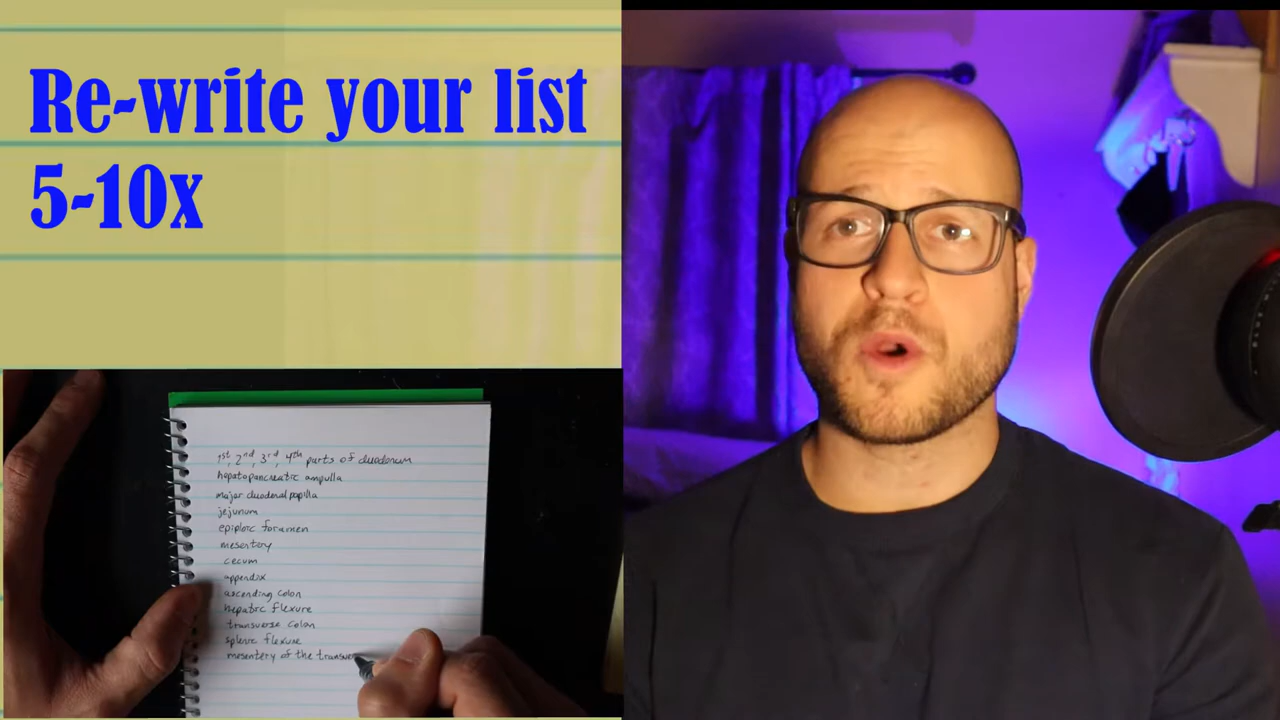 Re-write your list
5-10x
1st, 2nd, 3rd, 4th parts of duodenum
hepatopancreatic ampulla
major duodenal papilla
jejunum
epiploic foramen
mesentery
cecum
appendix
ascending colon
hepatic flexure
transverse colon
splenic flexure
mesentery of the transver